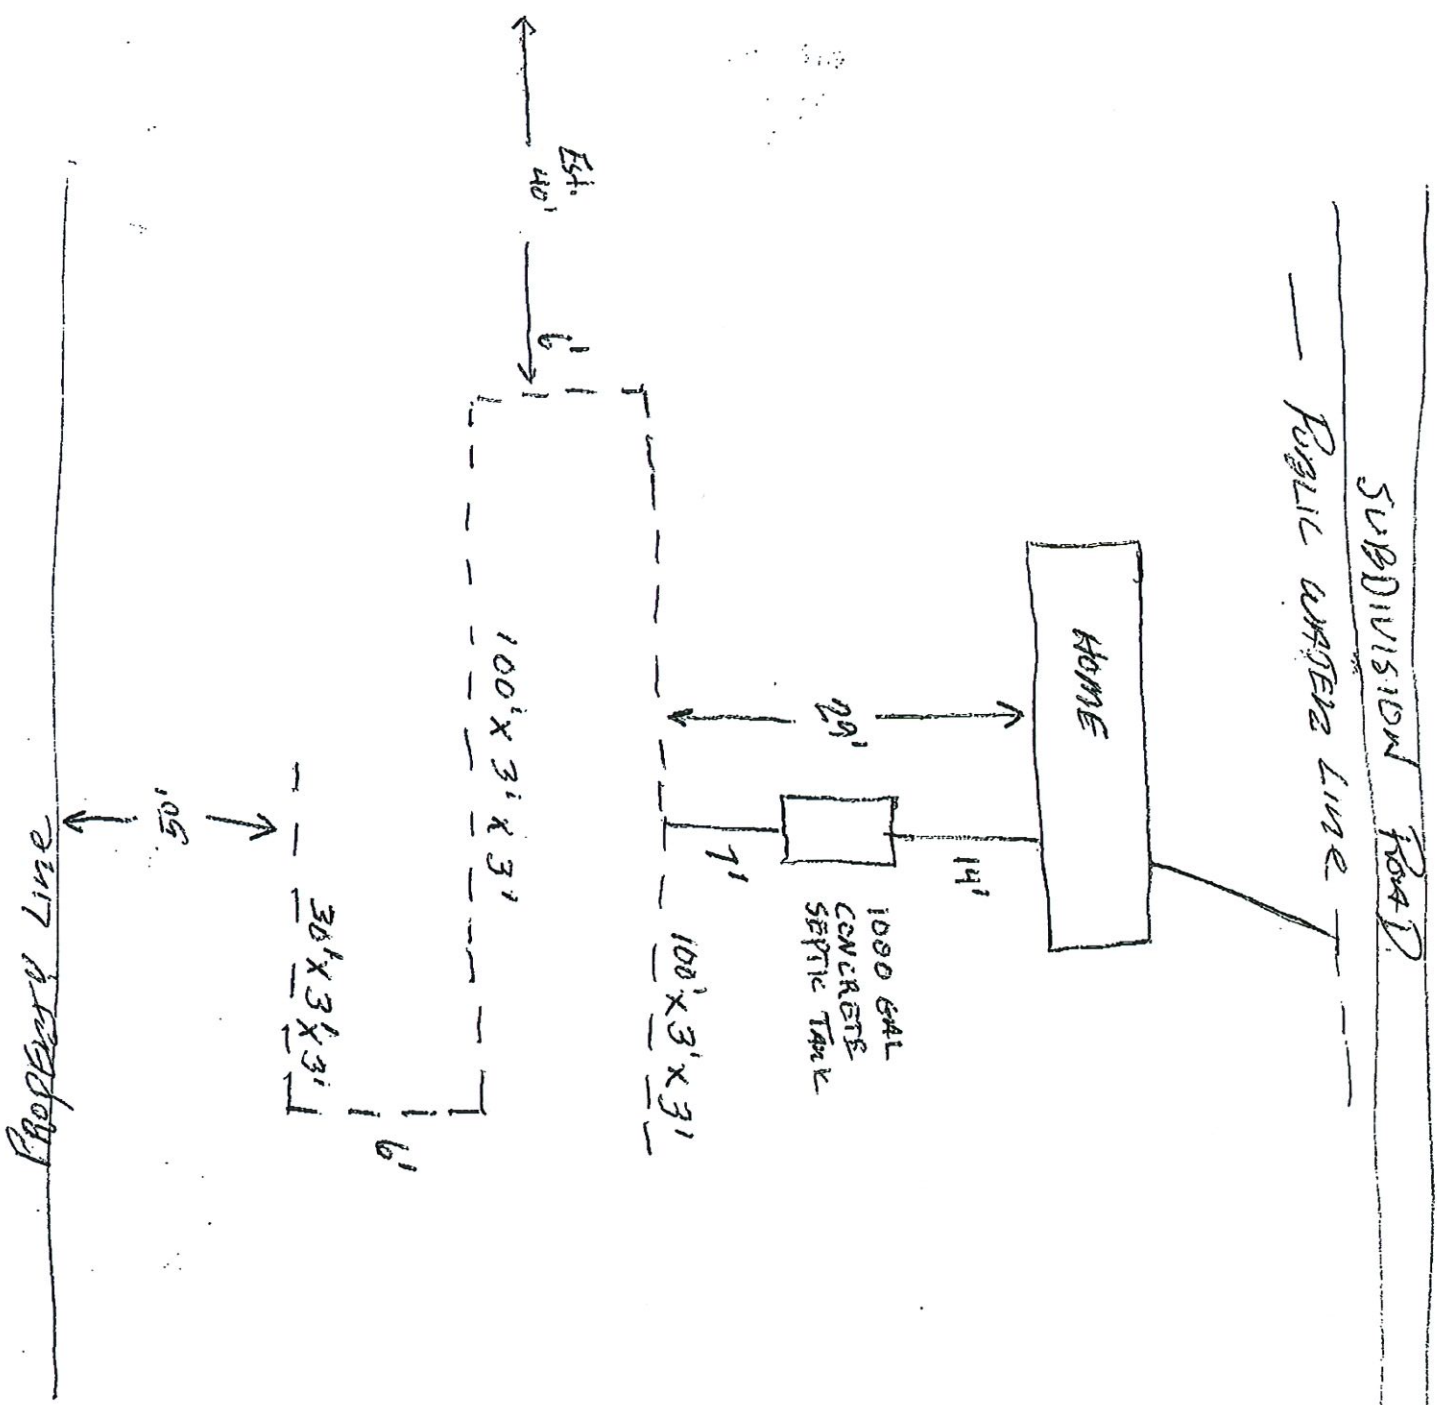 SUBDIVISION ROAD
PUBLIC WATER LINE
HOME
14'
1000 GAL
CONCRETE
SEPTIC TANK
29'
7'
100' x 3' x 3'
Est.
40'
6'
100' x 3' x 3'
6'
36' x 3' x 3'
50'
PROPERTY Line